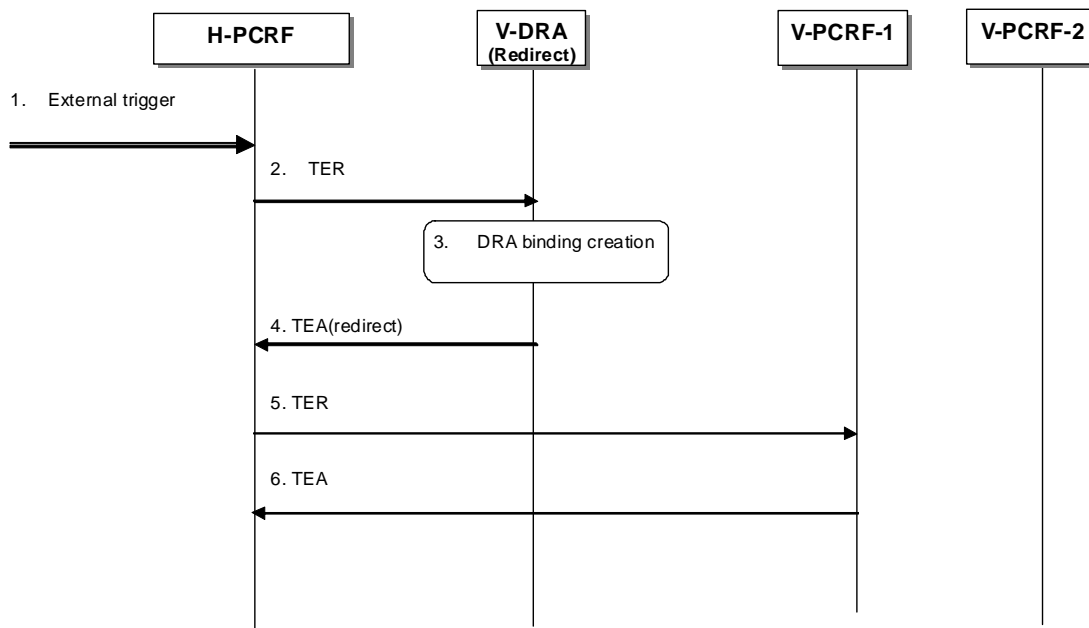 H-PCRF
V-DRA
(Redirect)
V-PCRF-1
V-PCRF-2
1. External trigger
2. TER
3. DRA binding creation
4. TEA(redirect)
5. TER
6. TEA